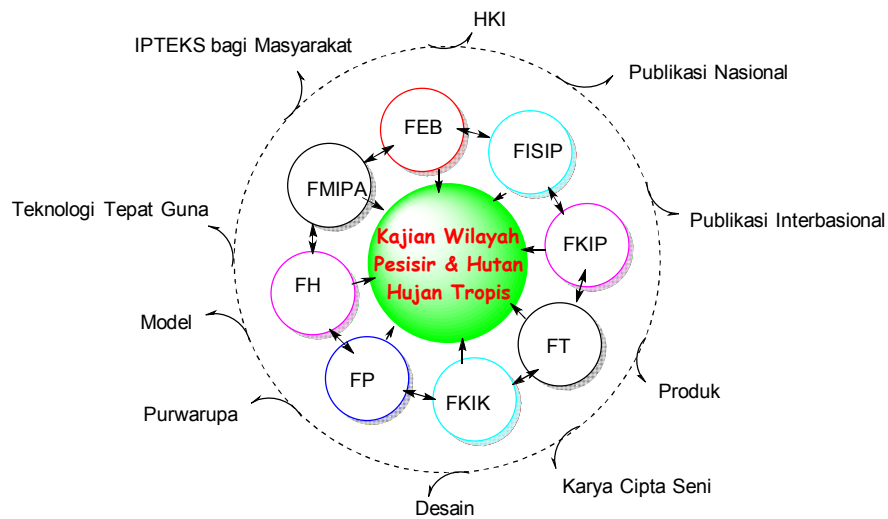 HKI
IPTEKS bagi Masyarakat
Publikasi Nasional
FEB
FISIP
FMIPA
Teknologi Tepat Guna
Publikasi Interbasional
Kajian Wilayah
Pesisir & Hutan
Hujan Tropis
FKIP
FH
Model
FT
FP
Produk
FKIK
Purwarupa
Karya Cipta Seni
Desain